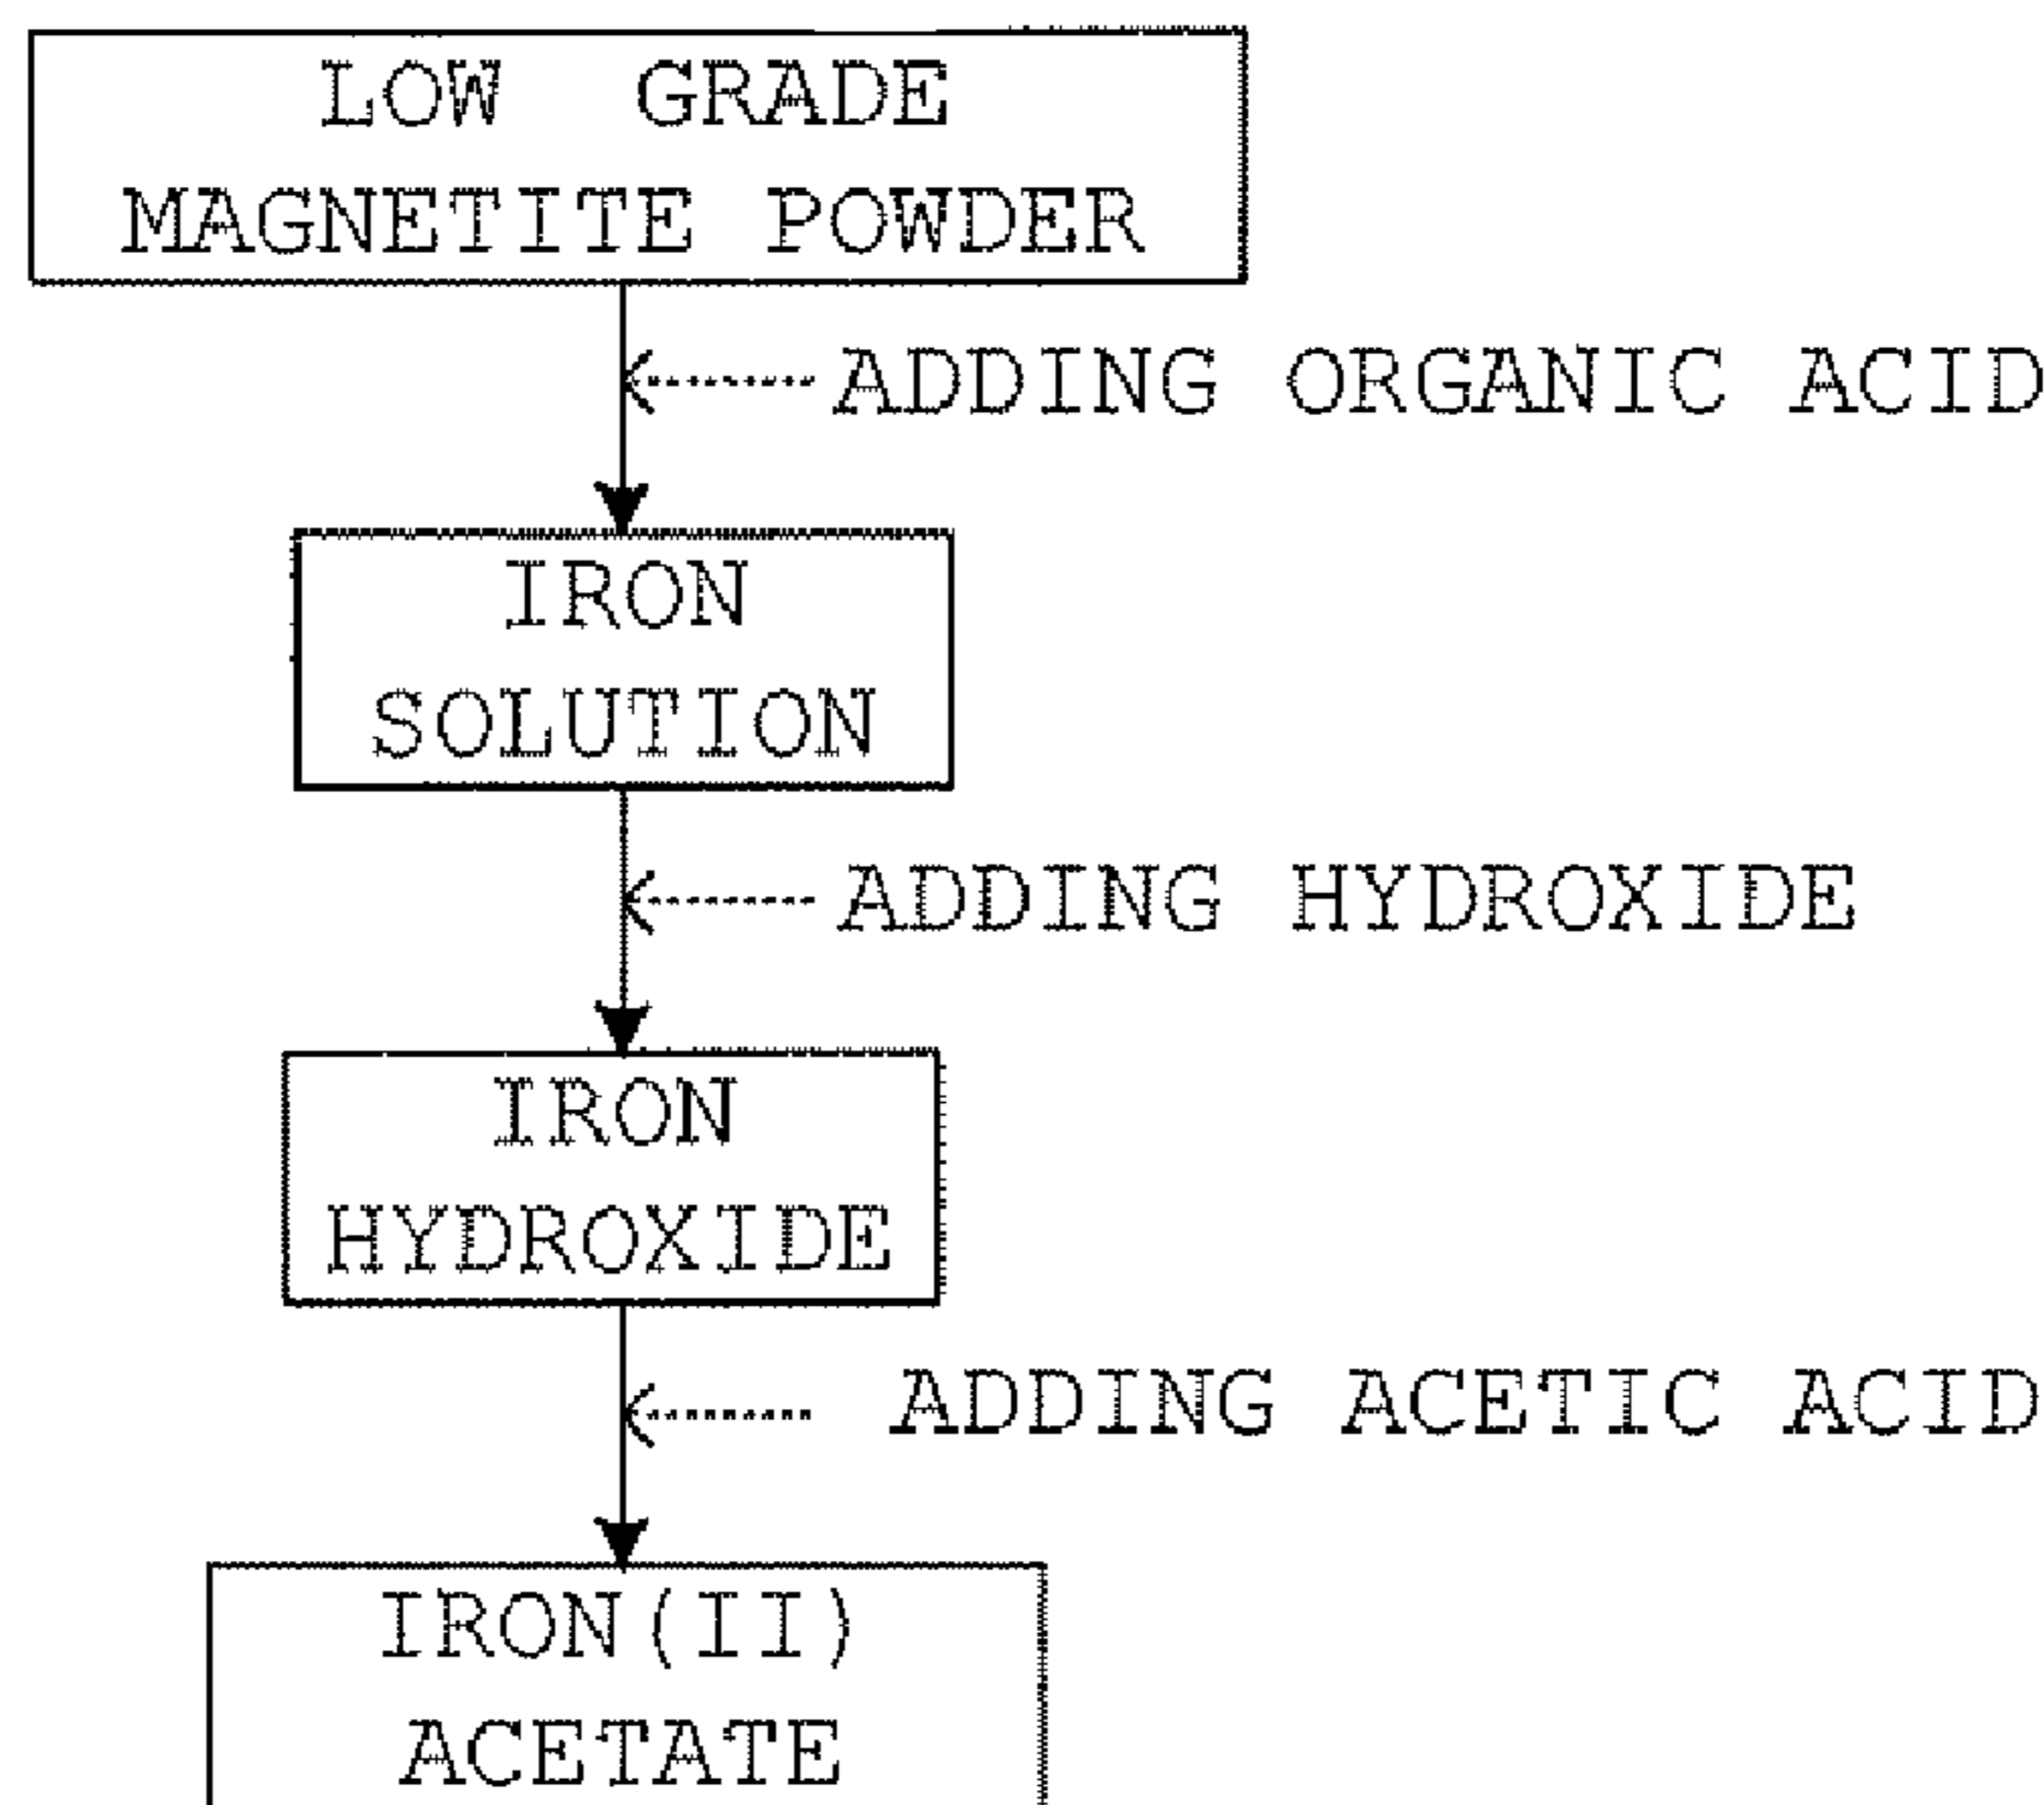 LOW GRADE
MAGNETITE POWDER
ADDING ORGANIC ACID
IRON
SOLUTION
ADDING HYDROXIDE
IRON
HYDROXIDE
ADDING ACETIC ACID
IRON(II)
ACETATE